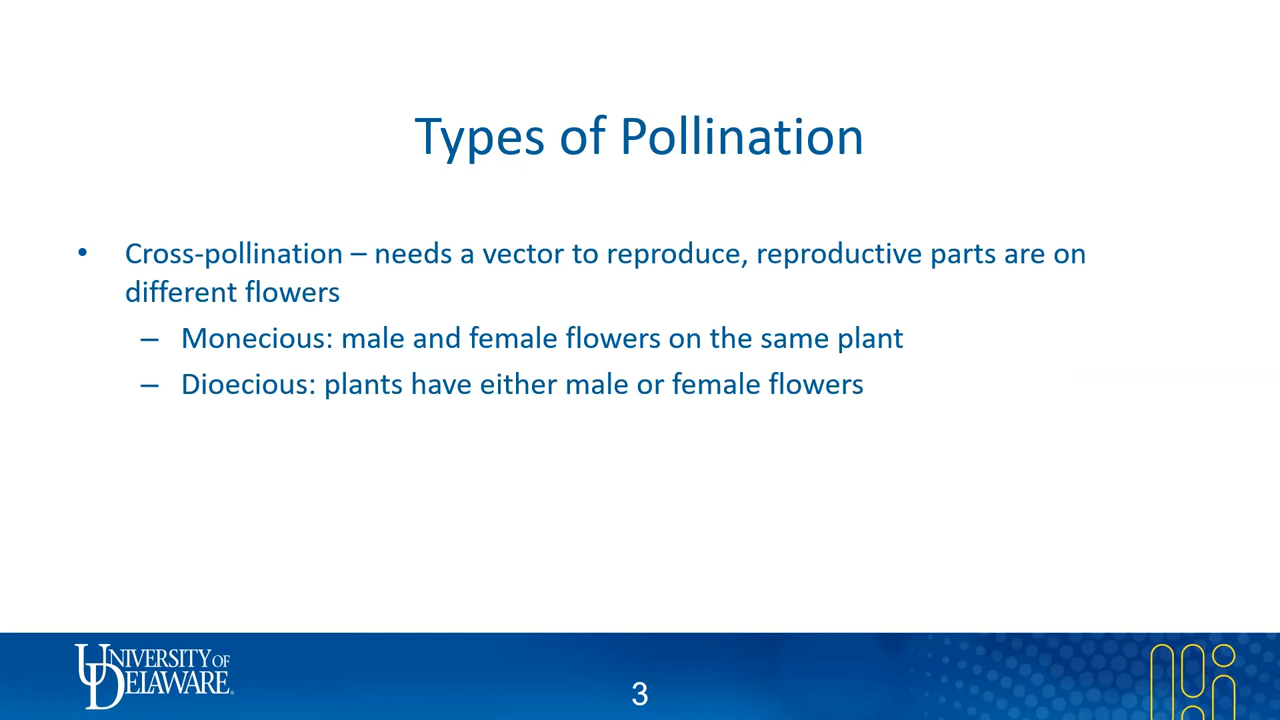 Types of Pollination
• Cross-pollination – needs a vector to reproduce, reproductive parts are on
different flowers
– Monecious: male and female flowers on the same plant
– Dioecious: plants have either male or female flowers
UNIVERSITY OF
DELAWARE.
3